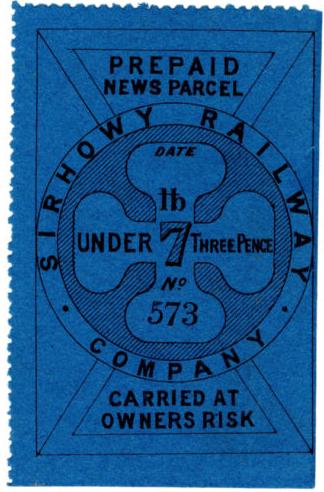 PREPAID
NEWS PARCEL
SIRHOWY RAILWAY
DATE
lb
UNDER 7 THREE PENCE
No
573
COMPANY
CARRIED AT
OWNERS RISK